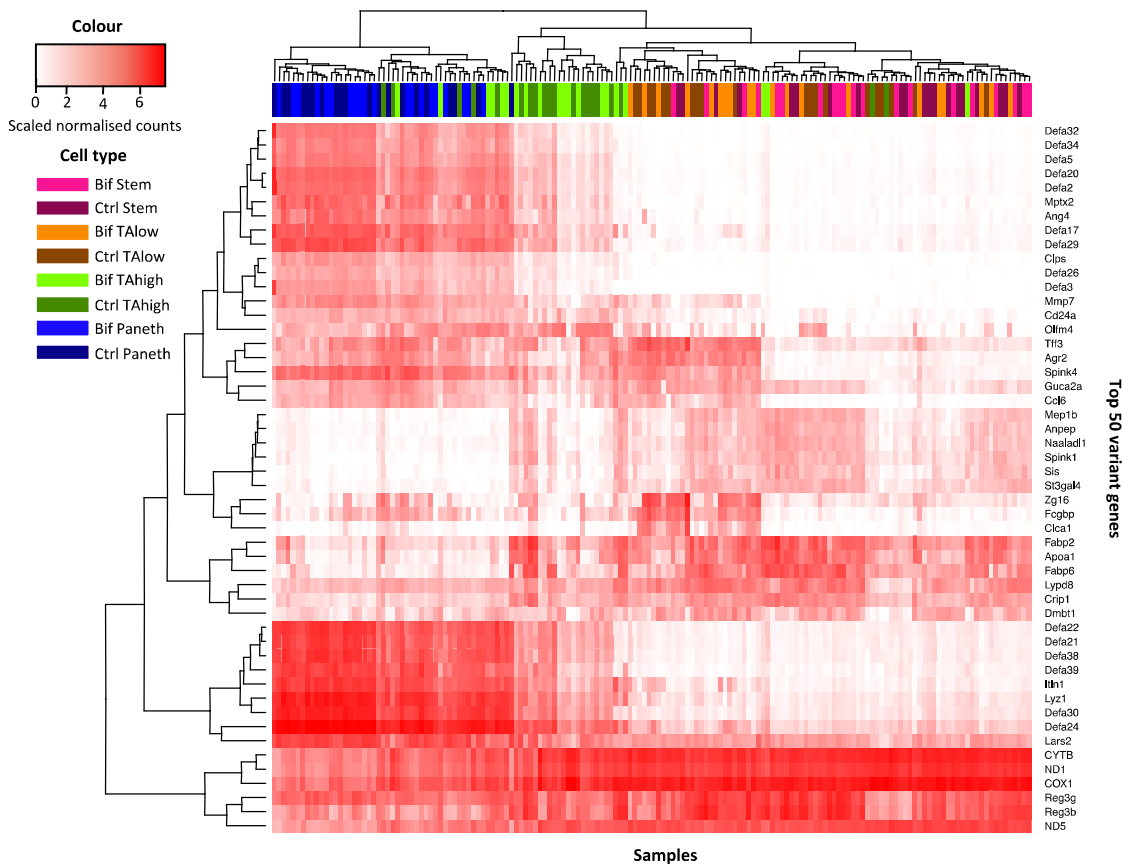 Colour
0 2 4 6
Scaled normalised counts
Cell type
Bif Stem
Ctrl Stem
Bif TAlow
Ctrl TAlow
Bif TAhigh
Ctrl TAhigh
Bif Paneth
Ctrl Paneth
Defa32
Defa34
Defa5
Defa20
Defa2
Mptx2
Ang4
Defa17
Defa29
Clps
Defa26
Defa3
Mmp7
Cd24a
Olfm4
Tff3
Agr2
Spink4
Guca2a
Ccl6
Mep1b
Anpep
Naaladl1
Spink1
Sis
St3gal4
Zg16
Fcgbp
Clca1
Fabp2
Apoa1
Fabp6
Lypd8
Crip1
Dmbt1
Defa22
Defa21
Defa38
Defa39
Itln1
Lyz1
Defa30
Defa24
Lars2
CYTB
ND1
COX1
Reg3g
Reg3b
ND5
Top 50 variant genes
Samples